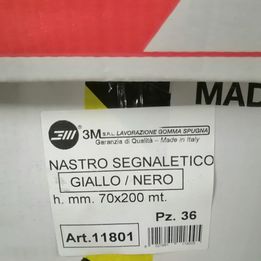 MAD
3M S.R.L. LAVORAZIONE GOMMA SPUGNA
Garanzia di Qualità – Made in Italy
NASTRO SEGNALETICO
GIALLO / NERO
h. mm. 70x200 mt.
Pz. 36
Art.11801